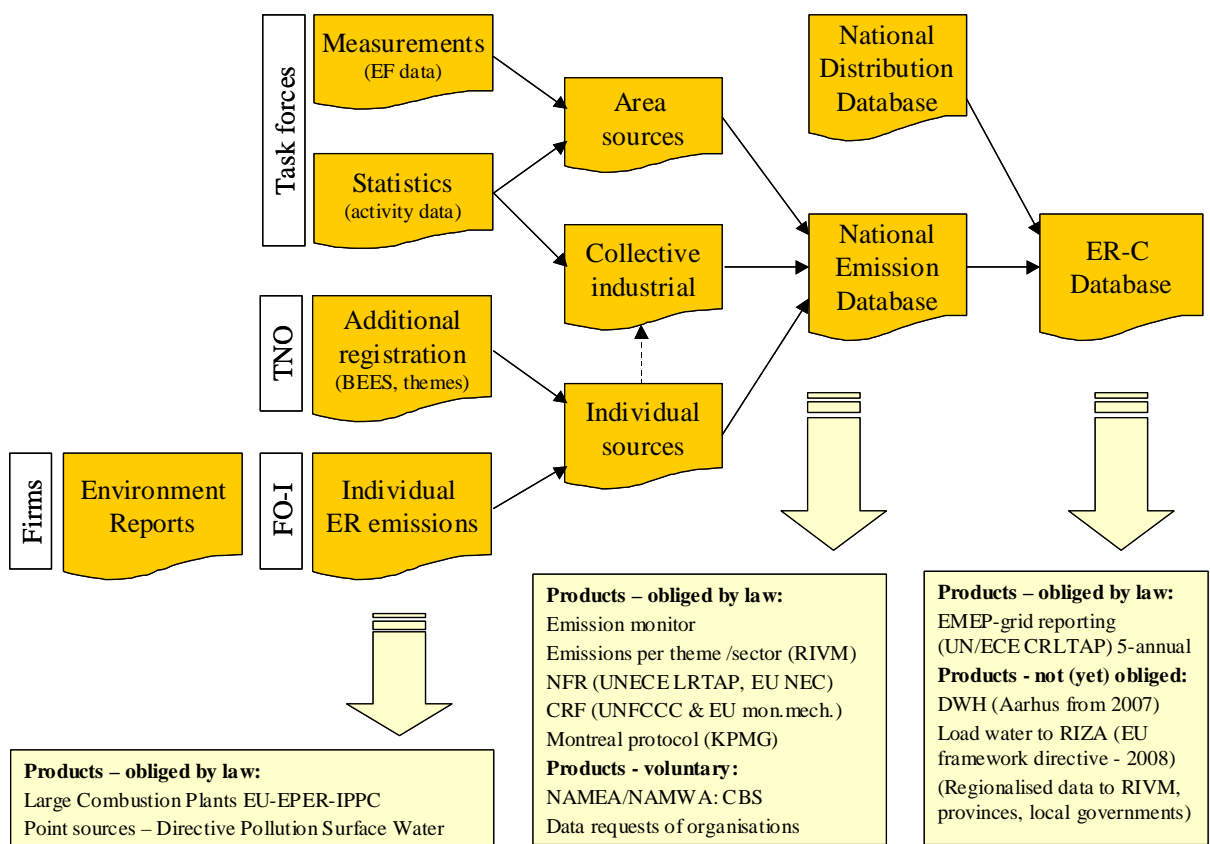 Task forces
Measurements
(EF data)
Statistics
(activity data)
Area
sources
Collective
industrial
National
Distribution
Database
National
Emission
Database
ER-C
Database
TNO
Additional
registration
(BEES, themes)
Individual
sources
Firms
Environment
Reports
FO-I
Individual
ER emissions
Products – obliged by law:
Large Combustion Plants EU-EPER-IPPC
Point sources – Directive Pollution Surface Water
Products – obliged by law:
Emission monitor
Emissions per theme /sector (RIVM)
NFR (UNECE LRTAP, EU NEC)
CRF (UNFCCC & EU mon.mech.)
Montreal protocol (KPMG)
Products - voluntary:
NAMEA/NAMWA: CBS
Data requests of organisations
Products – obliged by law:
EMEP-grid reporting
(UN/ECE CRLTAP) 5-annual
Products - not (yet) obliged:
DWH (Aarhus from 2007)
Load water to RIZA (EU
framework directive - 2008)
(Regionalised data to RIVM,
provinces, local governments)